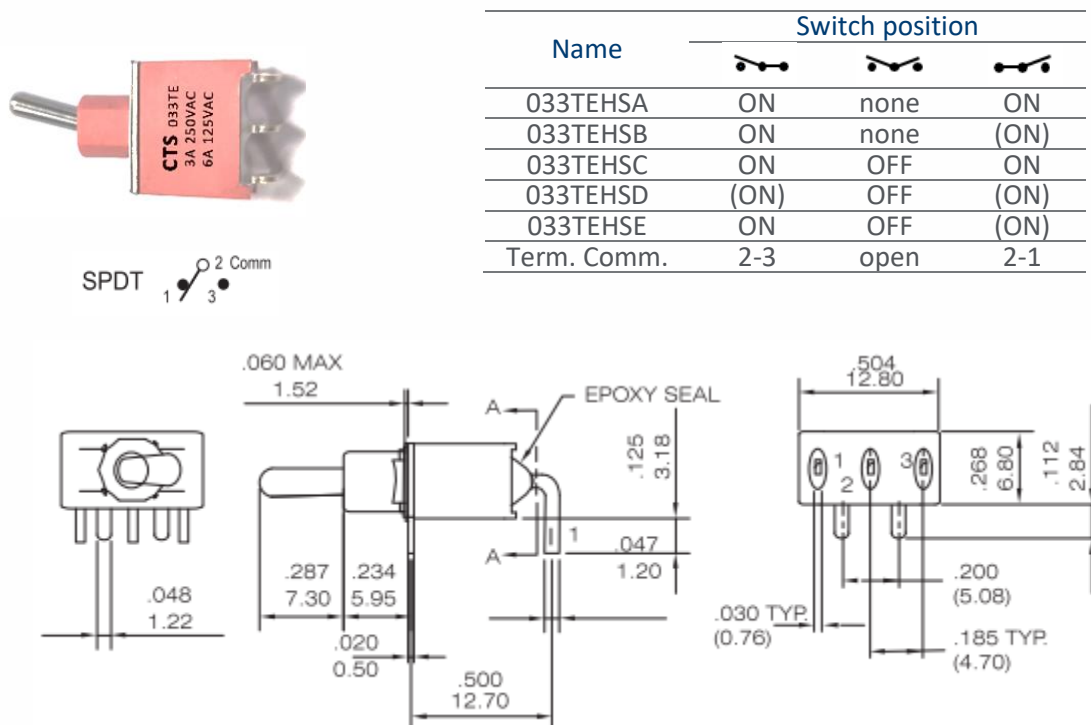 CTS 033TE
3A 250VAC
6A 125VAC
Name Switch position
033TEHSA ON none ON
033TEHSB ON none (ON)
033TEHSC ON OFF ON
033TEHSD (ON) OFF (ON)
033TEHSE ON OFF (ON)
Term. Comm. 2-3 open 2-1
SPDT 1 2 Comm 3
.060 MAX
1.52
A
EPOXY SEAL
.125
3.18
1
A
.047
1.20
.287
7.30
.234
5.95
.048
1.22
.020
0.50
.500
12.70
.504
12.80
1
2
3
.268
6.80
.112
2.84
.200
(5.08)
.030 TYP.
(0.76)
.185 TYP.
(4.70)